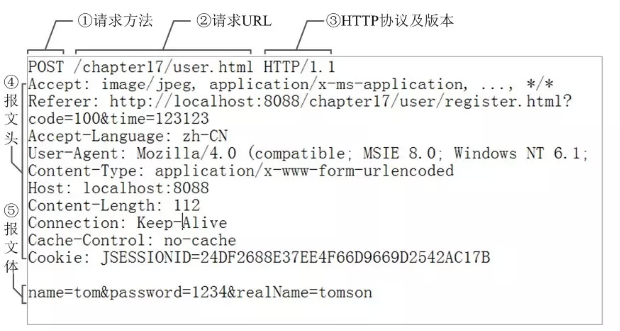 ①请求方法 ②请求URL ③HTTP协议及版本
POST /chapter17/user.html HTTP/1.1
④报文头
Accept: image/jpeg, application/x-ms-application, ..., */*
Referer: http://localhost:8088/chapter17/user/register.html?
code=100&time=123123
Accept-Language: zh-CN
User-Agent: Mozilla/4.0 (compatible; MSIE 8.0; Windows NT 6.1;
Content-Type: application/x-www-form-urlencoded
Host: localhost:8088
Content-Length: 112
Connection: Keep-Alive
Cache-Control: no-cache
Cookie: JSESSIONID=24DF2688E37EE4F66D9669D2542AC17B
⑤报文体
name=tom&password=1234&realName=tomson